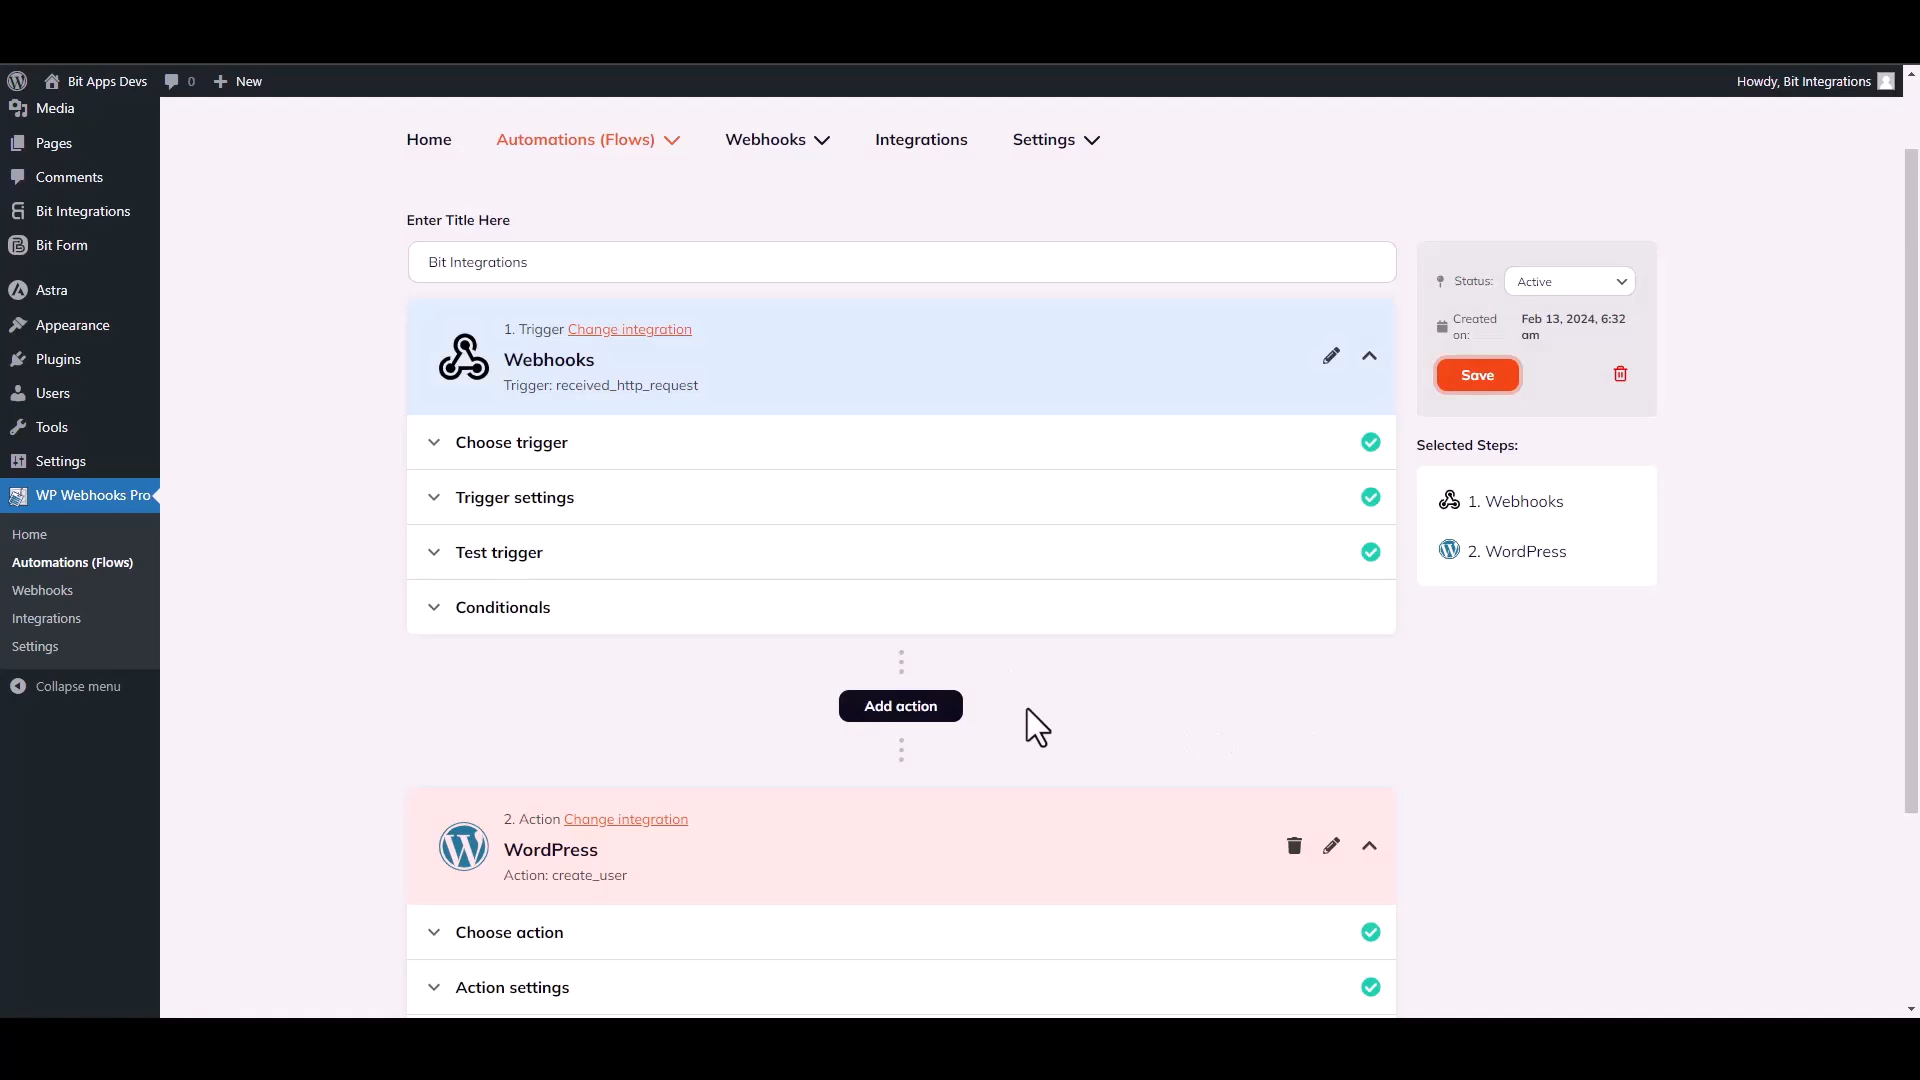 Bit Apps Devs
0
New
Howdy, Bit Integrations
Media
Pages
Comments
Bit Integrations
Bit Form
Astra
Appearance
Plugins
Users
Tools
Settings
WP Webhooks Pro
Home
Automations (Flows)
Webhooks
Integrations
Settings
Collapse menu
Home
Automations (Flows)
Webhooks
Integrations
Settings
Enter Title Here
Bit Integrations
1. Trigger Change integration
Webhooks
Trigger: received_http_request
Choose trigger
Trigger settings
Test trigger
Conditionals
Add action
2. Action Change integration
WordPress
Action: create_user
Choose action
Action settings
Status:
Active
Created
on:
Feb 13, 2024, 6:32
am
Save
Selected Steps:
1. Webhooks
2. WordPress